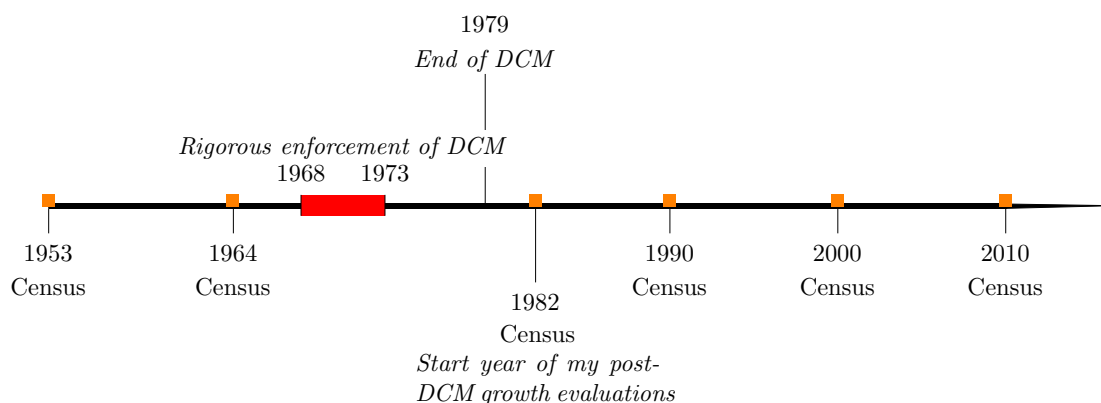 1979
End of DCM
Rigorous enforcement of DCM
1968 1973
1953
Census
1964
Census
1982
Census
Start year of my post-
DCM growth evaluations
1990
Census
2000
Census
2010
Census